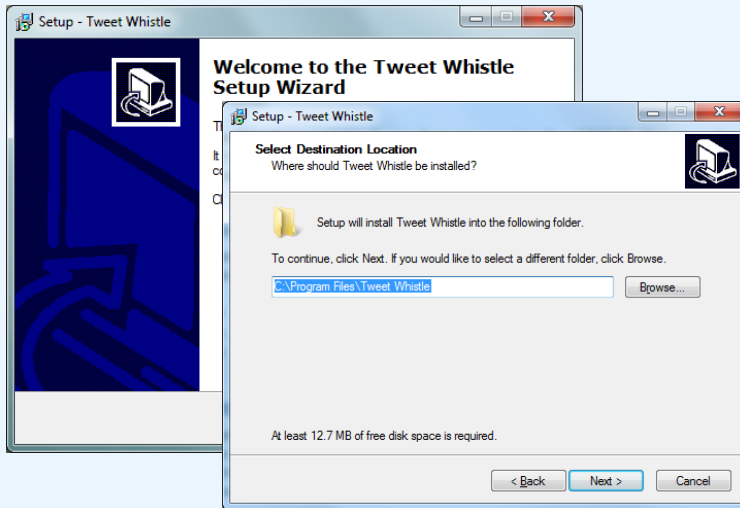 Setup - Tweet Whistle
Welcome to the Tweet Whistle
Setup Wizard
It
Setup - Tweet Whistle
Select Destination Location
Where should Tweet Whistle be installed?
Setup will install Tweet Whistle into the following folder.
To continue, click Next. If you would like to select a different folder, click Browse.
C:\Program Files\Tweet Whistle
Browse...
At least 12.7 MB of free disk space is required.
< Back
Next >
Cancel